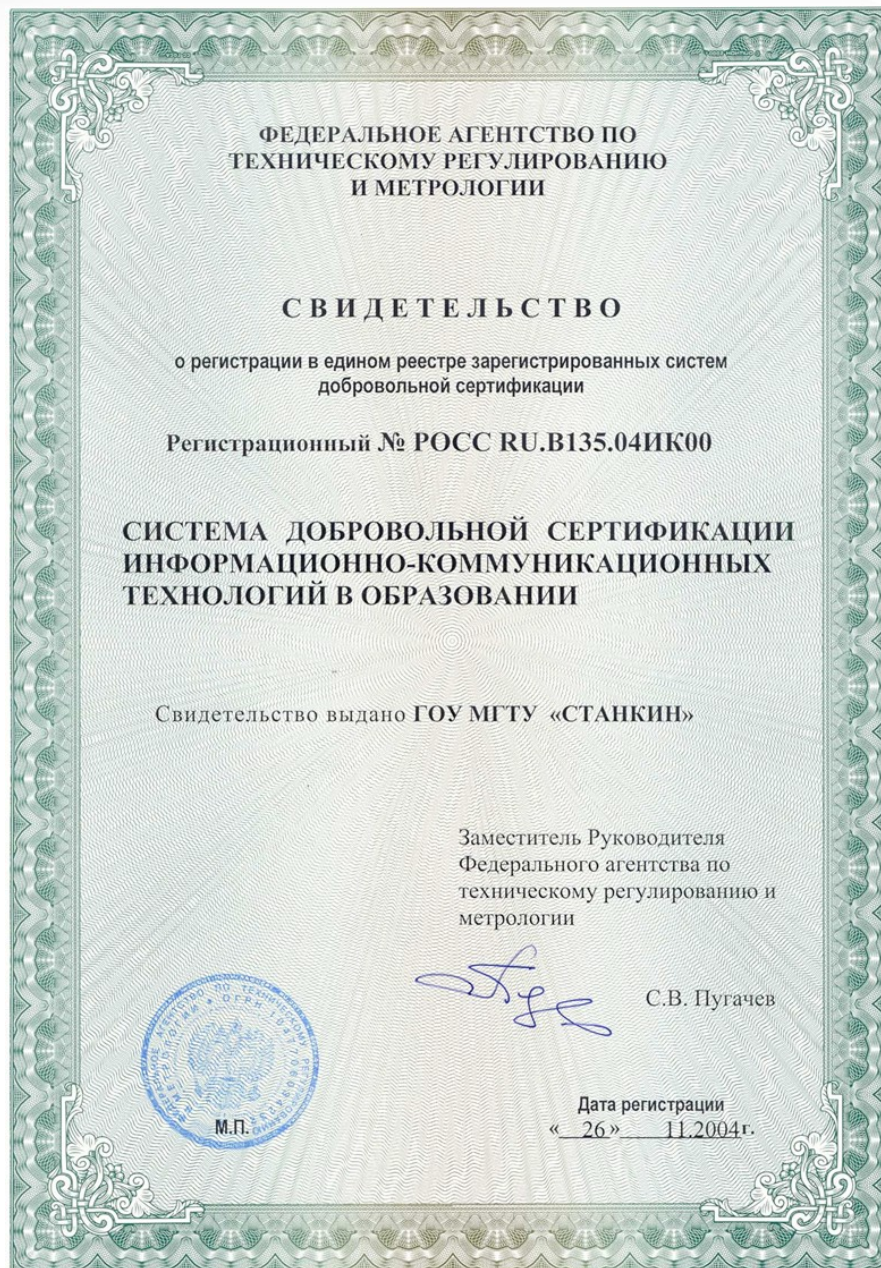 ФЕДЕРАЛЬНОЕ АГЕНТСТВО ПО
ТЕХНИЧЕСКОМУ РЕГУЛИРОВАНИЮ
И МЕТРОЛОГИИ
СВИДЕТЕЛЬСТВО
о регистрации в едином реестре зарегистрированных систем
добровольной сертификации
Регистрационный № РОСС RU.В135.04ИК00
СИСТЕМА ДОБРОВОЛЬНОЙ СЕРТИФИКАЦИИ
ИНФОРМАЦИОННО-КОММУНИКАЦИОННЫХ
ТЕХНОЛОГИЙ В ОБРАЗОВАНИИ
Свидетельство выдано ГОУ МГТУ «СТАНКИН»
Заместитель Руководителя
Федерального агентства по
техническому регулированию и
метрологии
С.В. Пугачев
М.П.
Дата регистрации
« 26 » 11.2004г.